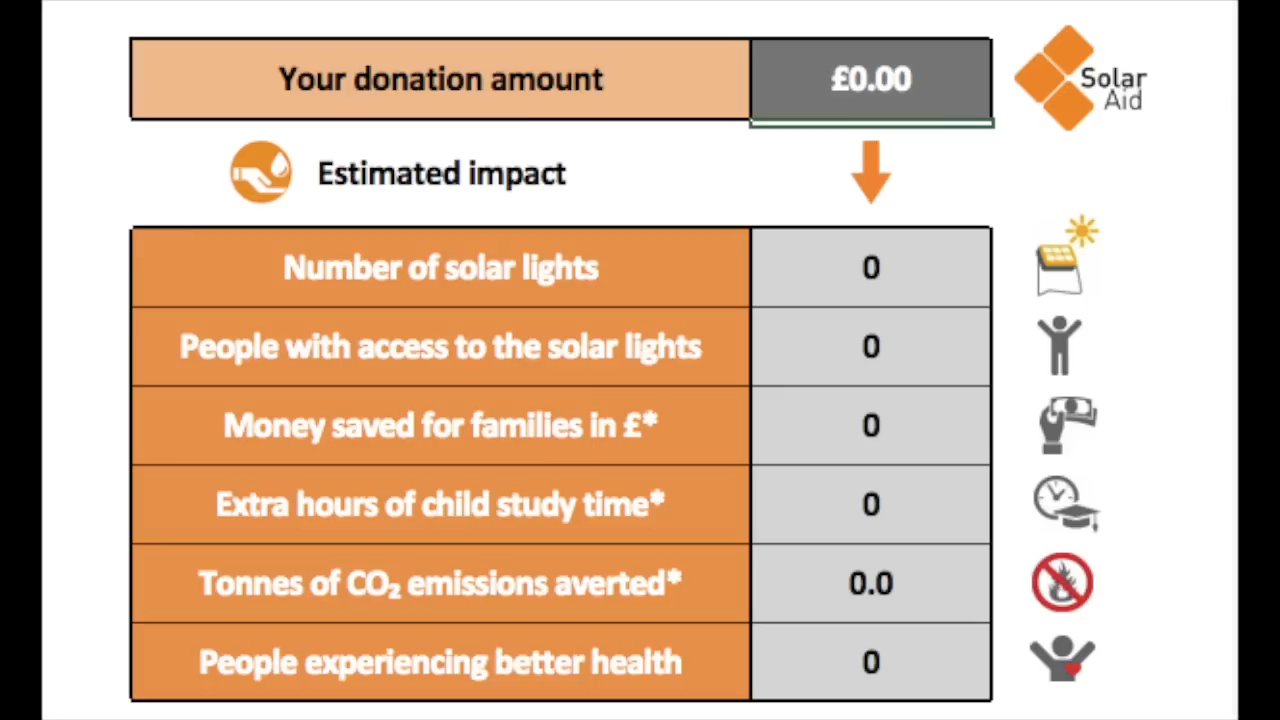 Your donation amount £0.00
Solar
Aid
Estimated impact
Number of solar lights 0
People with access to the solar lights 0
Money saved for families in £* 0
Extra hours of child study time* 0
Tonnes of CO₂ emissions averted* 0.0
People experiencing better health 0